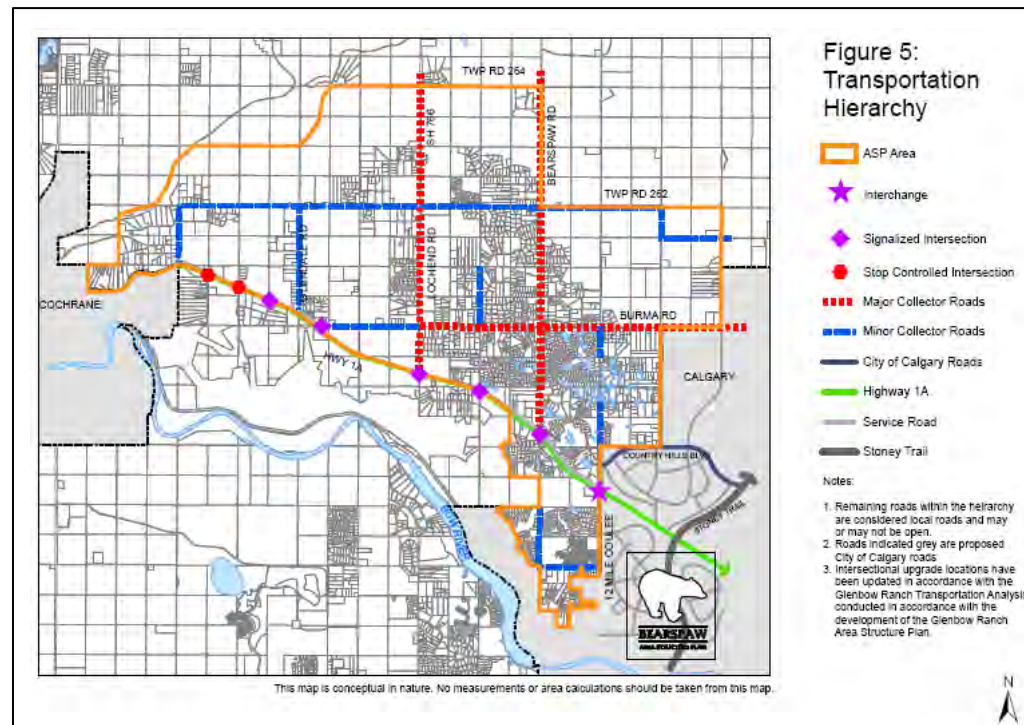 Figure 5:
Transportation
Hierarchy
ASP Area
Interchange
Signalized Intersection
Stop Controlled Intersection
Major Collector Roads
Minor Collector Roads
City of Calgary Roads
Highway 1A
Service Road
Stoney Trail
Notes:
1. Remaining roads within the heirarchy
are considered local roads and may
or may not be open.
2. Roads indicated grey are proposed
City of Calgary roads
3. Intersectional upgrade locations have
been updated in accordance with the
Glenbow Ranch Transportation Analysis
conducted in accordance with the
development of the Glenbow Ranch
Area Structure Plan.
N
TWP RD 264
SH 766
BEARSPAW RD
TWP RD 262
GLENDALE RD
LOCHEND RD
COCHRANE
BURMA RD
HWY 1A
CALGARY
COUNTRY HILLS BLVD
STONEY TRAIL
BOW RIVER
12 MILE COULEE
BEARSPAW
AREA STRUCTURE PLAN
This map is conceptual in nature. No measurements or area calculations should be taken from this map.